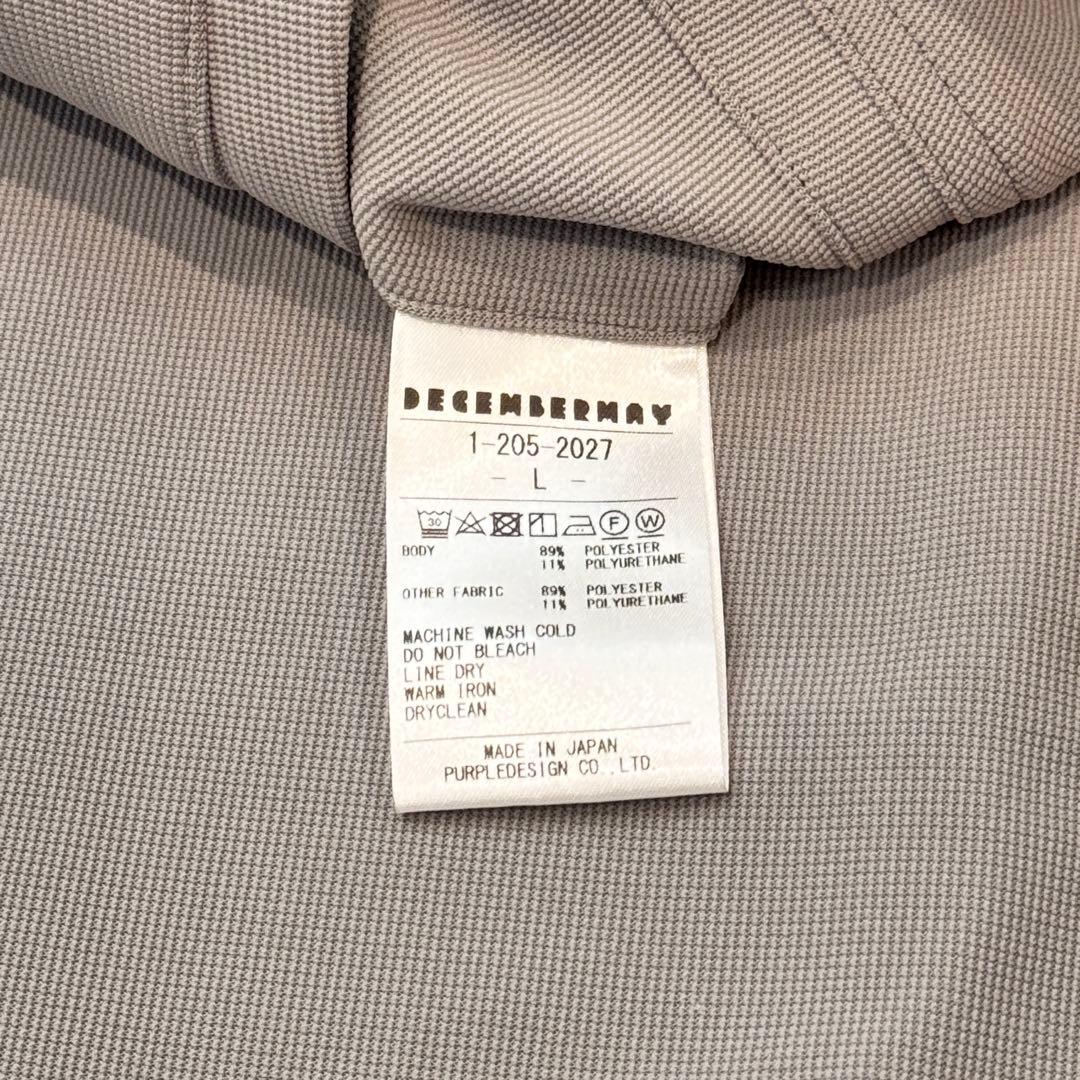 DECEMBERMAY
1-205-2027
- L -
30 F W
BODY 89% POLYESTER
11% POLYURETHANE
OTHER FABRIC 89% POLYESTER
11% POLYURETHANE
MACHINE WASH COLD
DO NOT BLEACH
LINE DRY
WARM IRON
DRYCLEAN
MADE IN JAPAN
PURPLEDESIGN CO.,LTD.